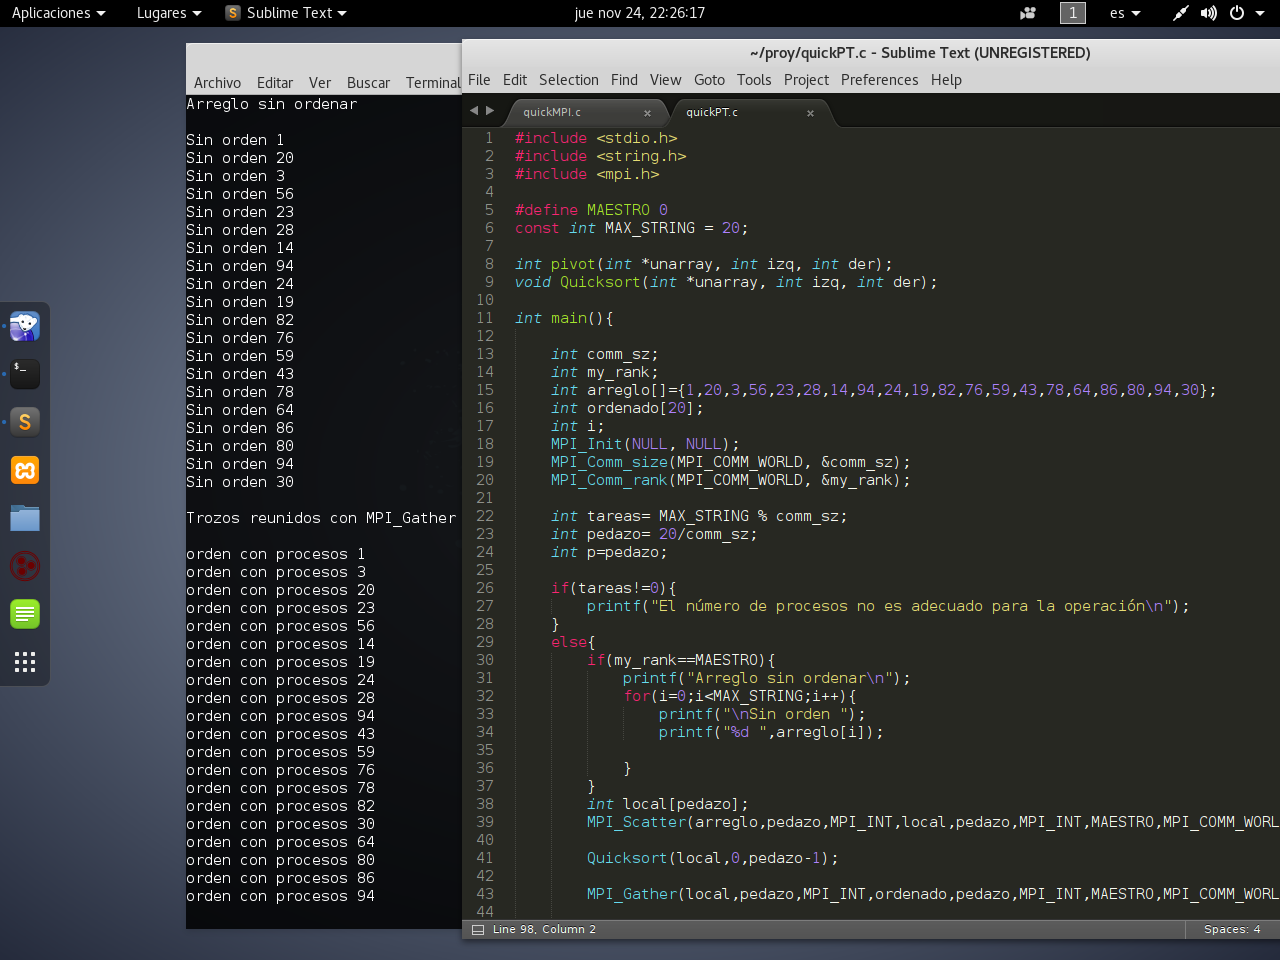 Aplicaciones Lugares Sublime Text jue nov 24, 22:26:17 1 es
Archivo Editar Ver Buscar Terminal
Arreglo sin ordenar
Sin orden 1
Sin orden 20
Sin orden 3
Sin orden 56
Sin orden 23
Sin orden 28
Sin orden 14
Sin orden 94
Sin orden 24
Sin orden 19
Sin orden 82
Sin orden 76
Sin orden 59
Sin orden 43
Sin orden 78
Sin orden 64
Sin orden 86
Sin orden 80
Sin orden 94
Sin orden 30
Trozos reunidos con MPI_Gather
orden con procesos 1
orden con procesos 3
orden con procesos 20
orden con procesos 23
orden con procesos 56
orden con procesos 14
orden con procesos 19
orden con procesos 24
orden con procesos 28
orden con procesos 94
orden con procesos 43
orden con procesos 59
orden con procesos 76
orden con procesos 78
orden con procesos 82
orden con procesos 30
orden con procesos 64
orden con procesos 80
orden con procesos 86
orden con procesos 94
~/proy/quickPT.c - Sublime Text (UNREGISTERED)
File Edit Selection Find View Goto Tools Project Preferences Help
quickMPI.c × quickPT.c ×
1 #include <stdio.h>
2 #include <string.h>
3 #include <mpi.h>
4
5 #define MAESTRO 0
6 const int MAX_STRING = 20;
7
8 int pivot(int *unarray, int izq, int der);
9 void Quicksort(int *unarray, int izq, int der);
10
11 int main(){
12
13 int comm_sz;
14 int my_rank;
15 int arreglo[]={1,20,3,56,23,28,14,94,24,19,82,76,59,43,78,64,86,80,94,30};
16 int ordenado[20];
17 int i;
18 MPI_Init(NULL, NULL);
19 MPI_Comm_size(MPI_COMM_WORLD, &comm_sz);
20 MPI_Comm_rank(MPI_COMM_WORLD, &my_rank);
21
22 int tareas= MAX_STRING % comm_sz;
23 int pedazo= 20/comm_sz;
24 int p=pedazo;
25
26 if(tareas!=0){
27 printf("El número de procesos no es adecuado para la operación\n");
28 }
29 else{
30 if(my_rank==MAESTRO){
31 printf("Arreglo sin ordenar\n");
32 for(i=0;i<MAX_STRING;i++){
33 printf("\nSin orden ");
34 printf("%d ",arreglo[i]);
35
36 }
37 }
38 int local[pedazo];
39 MPI_Scatter(arreglo,pedazo,MPI_INT,local,pedazo,MPI_INT,MAESTRO,MPI_COMM_WORL
40
41 Quicksort(local,0,pedazo-1);
42
43 MPI_Gather(local,pedazo,MPI_INT,ordenado,pedazo,MPI_INT,MAESTRO,MPI_COMM_WORL
44
Line 98, Column 2 Spaces: 4
$_
S